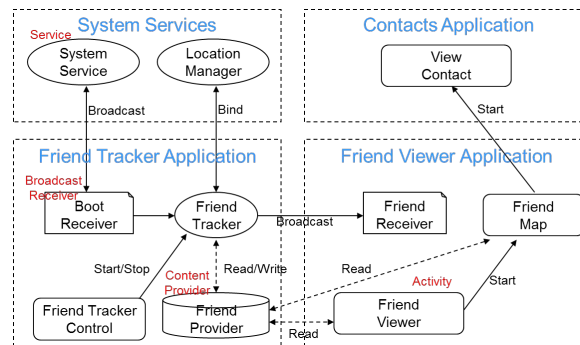 System Services
Contacts Application
Service
System
Service
Location
Manager
View
Contact
Broadcast
Bind
Start
Friend Tracker Application
Friend Viewer Application
Broadcast
Receiver
Boot
Receiver
Friend
Tracker
Broadcast
Friend
Receiver
Friend
Map
Start/Stop
Read/Write
Read
Content
Provider
Activity
Start
Friend Tracker
Control
Friend
Provider
Read
Friend
Viewer